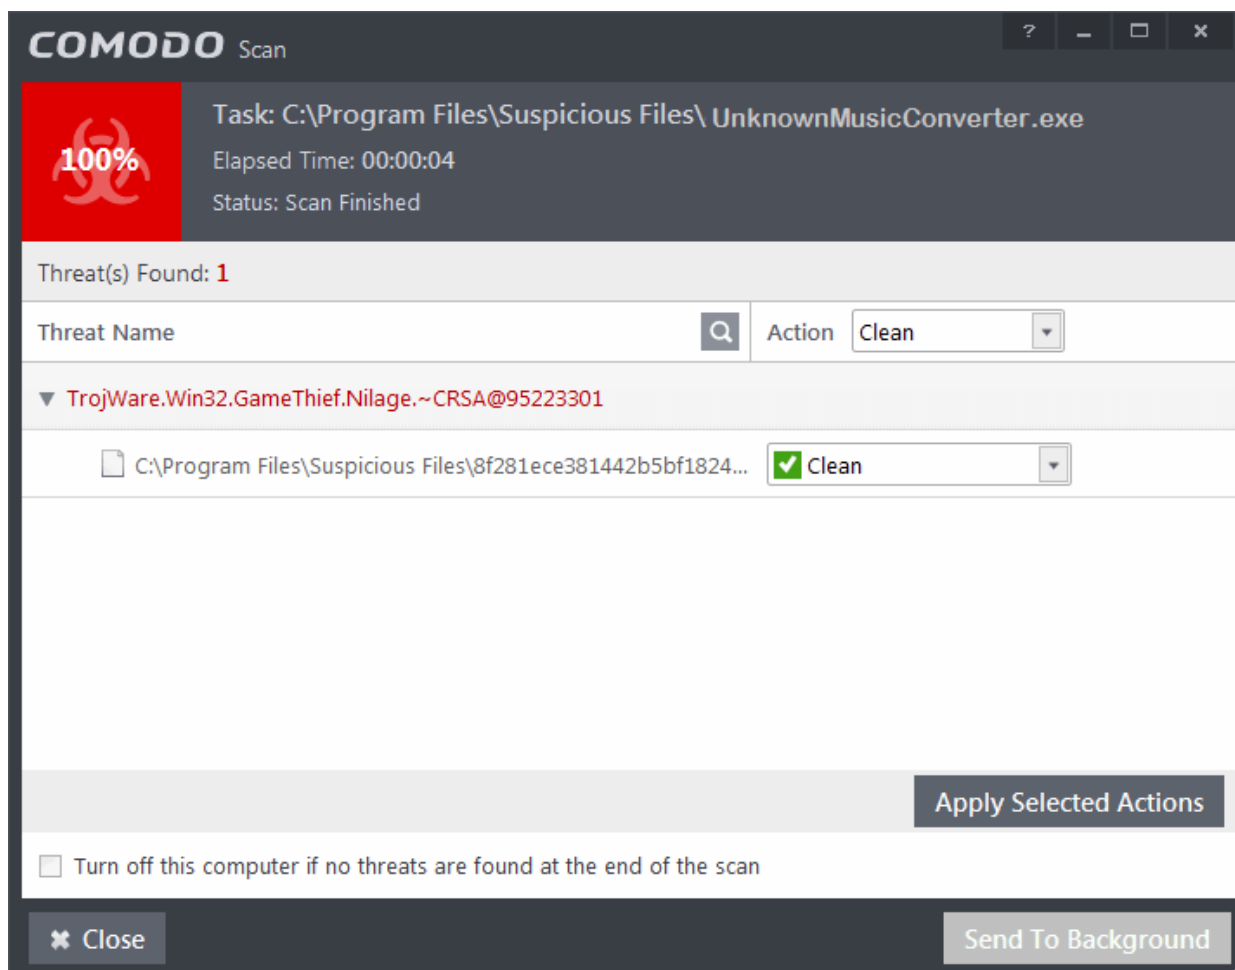 COMODO Scan
?
Task: C:\Program Files\Suspicious Files\ UnknownMusicConverter.exe
100%
Elapsed Time: 00:00:04
Status: Scan Finished
Threat(s) Found: 1
Threat Name Action Clean
TrojWare.Win32.GameThief.Nilage.~CRSA@95223301
C:\Program Files\Suspicious Files\8f281ece381442b5bf1824... Clean
Apply Selected Actions
Turn off this computer if no threats are found at the end of the scan
Close Send To Background